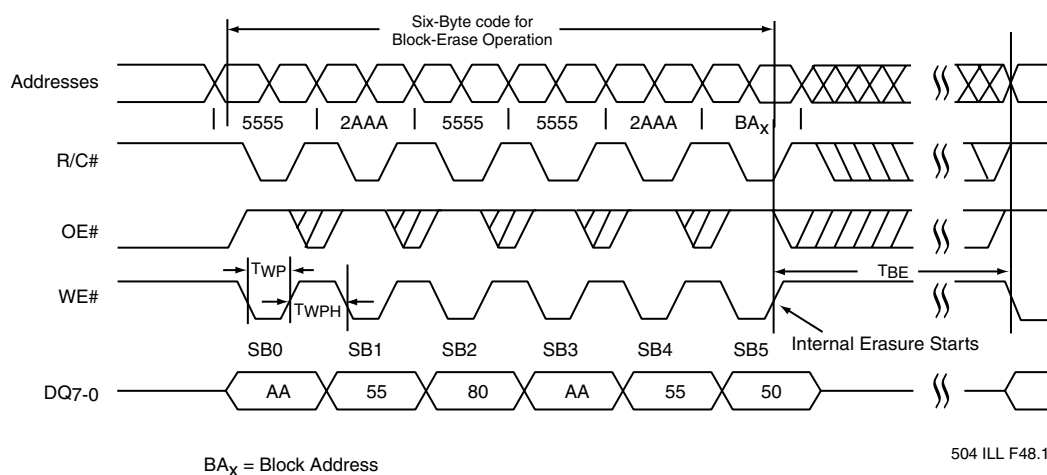 Six-Byte code for
Block-Erase Operation
Addresses
5555 2AAA 5555 5555 2AAA BAX
R/C#
OE#
TWP
TBE
WE#
TWPH
Internal Erasure Starts
SB0 SB1 SB2 SB3 SB4 SB5
DQ7-0
AA 55 80 AA 55 50
BAX = Block Address
504 ILL F48.1